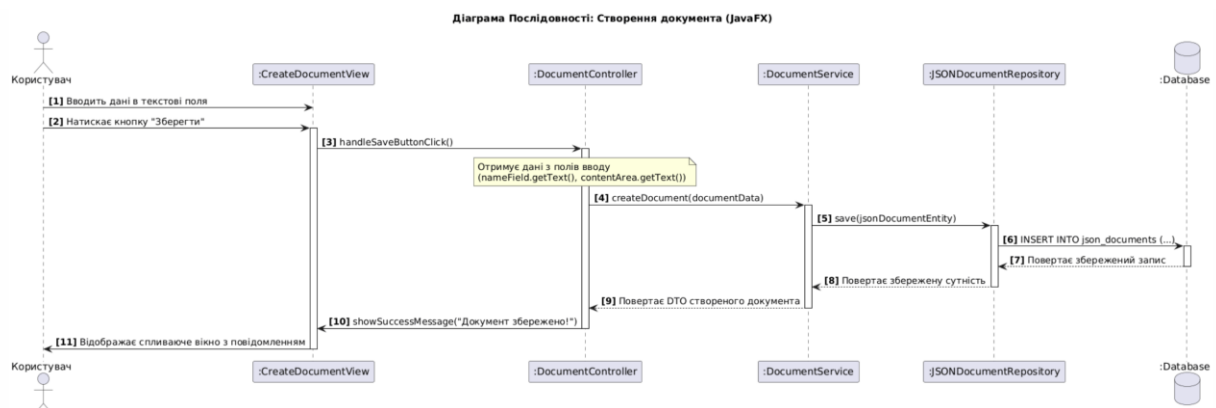 Діаграма Послідовності: Створення документа (JavaFX)
Користувач
:CreateDocumentView
:DocumentController
:DocumentService
:JSONDocumentRepository
:Database
[1] Вводить дані в текстові поля
[2] Натискає кнопку "Зберегти"
[3] handleSaveButtonClick()
Отримує дані з полів вводу
(nameField.getText(), contentArea.getText())
[4] createDocument(documentData)
[5] save(jsonDocumentEntity)
[6] INSERT INTO json_documents (...)
[7] Повертає збережений запис
[8] Повертає збережену сутність
[9] Повертає DTO створеного документа
[10] showSuccessMessage("Документ збережено!")
[11] Відображає спливаюче вікно з повідомленням
Користувач
:CreateDocumentView
:DocumentController
:DocumentService
:JSONDocumentRepository
:Database